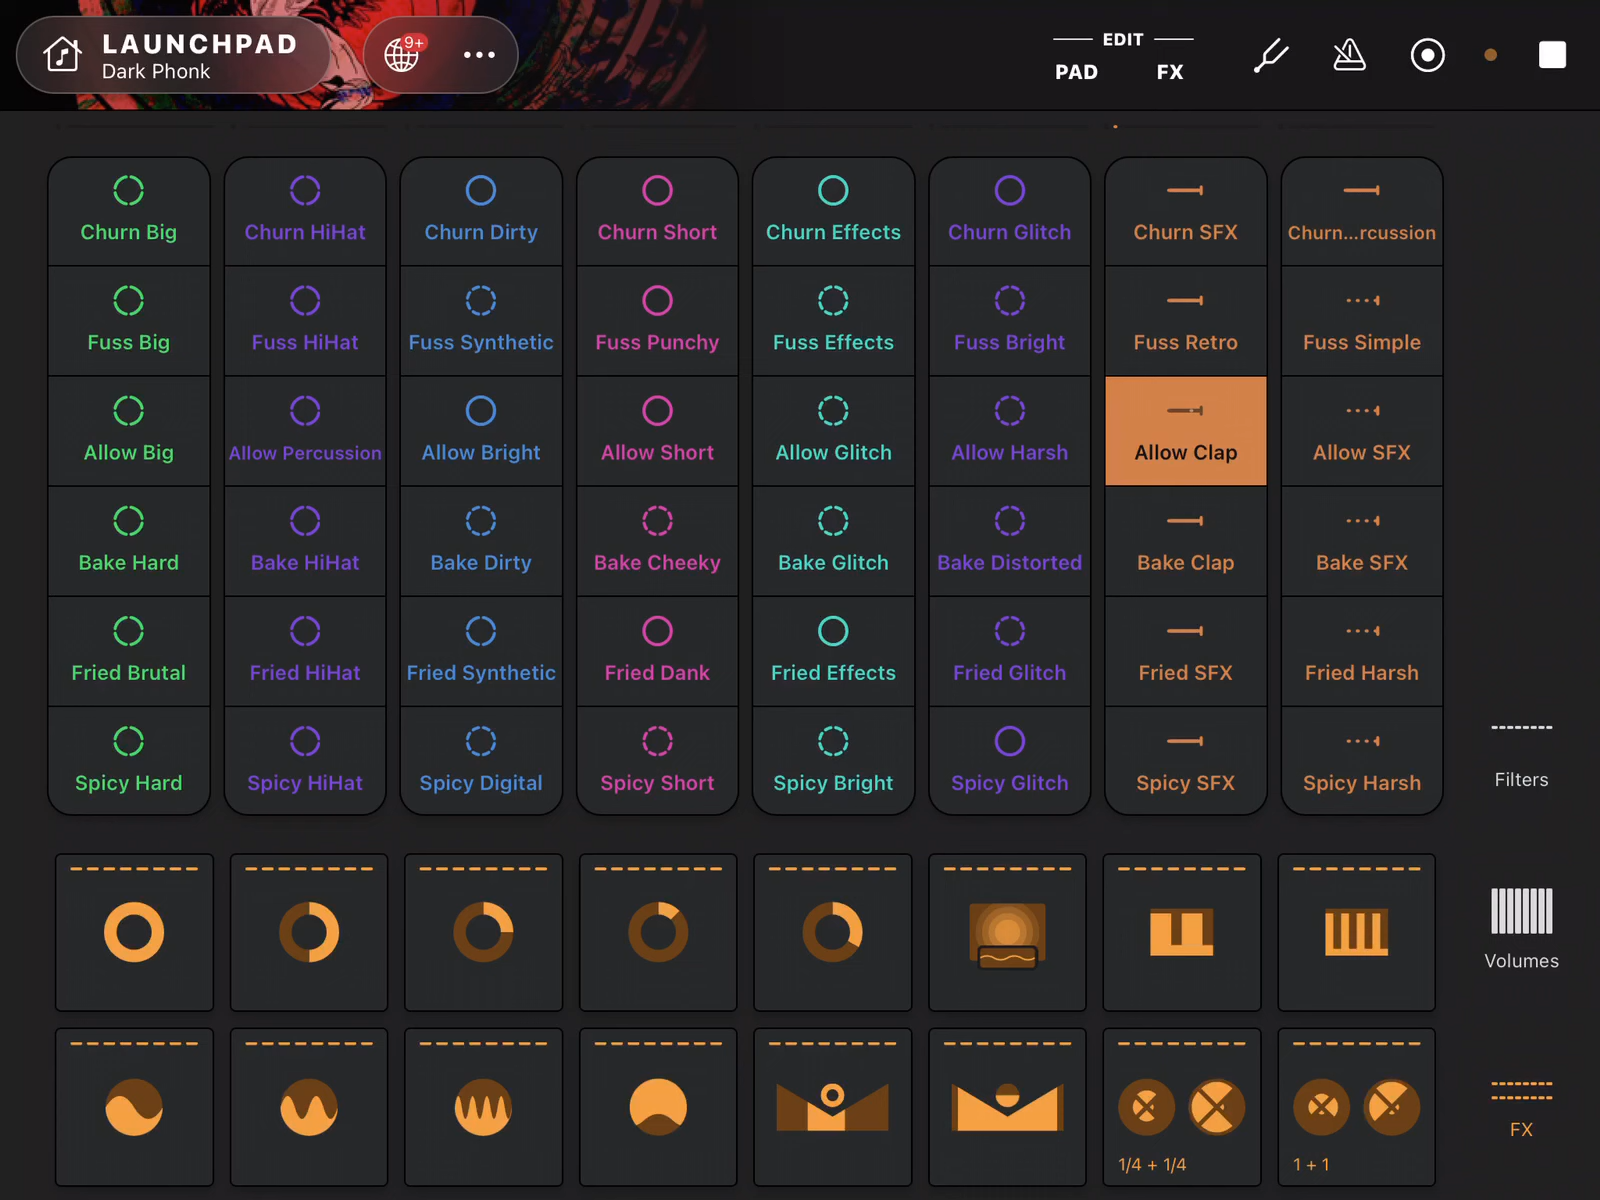 LAUNCHPAD
Dark Phonk
9+
EDIT
PAD FX
Churn Big Churn HiHat Churn Dirty Churn Short Churn Effects Churn Glitch Churn SFX Churn...rcussion
Fuss Big Fuss HiHat Fuss Synthetic Fuss Punchy Fuss Effects Fuss Bright Fuss Retro Fuss Simple
Allow Big Allow Percussion Allow Bright Allow Short Allow Glitch Allow Harsh Allow Clap Allow SFX
Bake Hard Bake HiHat Bake Dirty Bake Cheeky Bake Glitch Bake Distorted Bake Clap Bake SFX
Fried Brutal Fried HiHat Fried Synthetic Fried Dank Fried Effects Fried Glitch Fried SFX Fried Harsh
Spicy Hard Spicy HiHat Spicy Digital Spicy Short Spicy Bright Spicy Glitch Spicy SFX Spicy Harsh
Filters
Volumes
FX
1/4 + 1/4 1 + 1